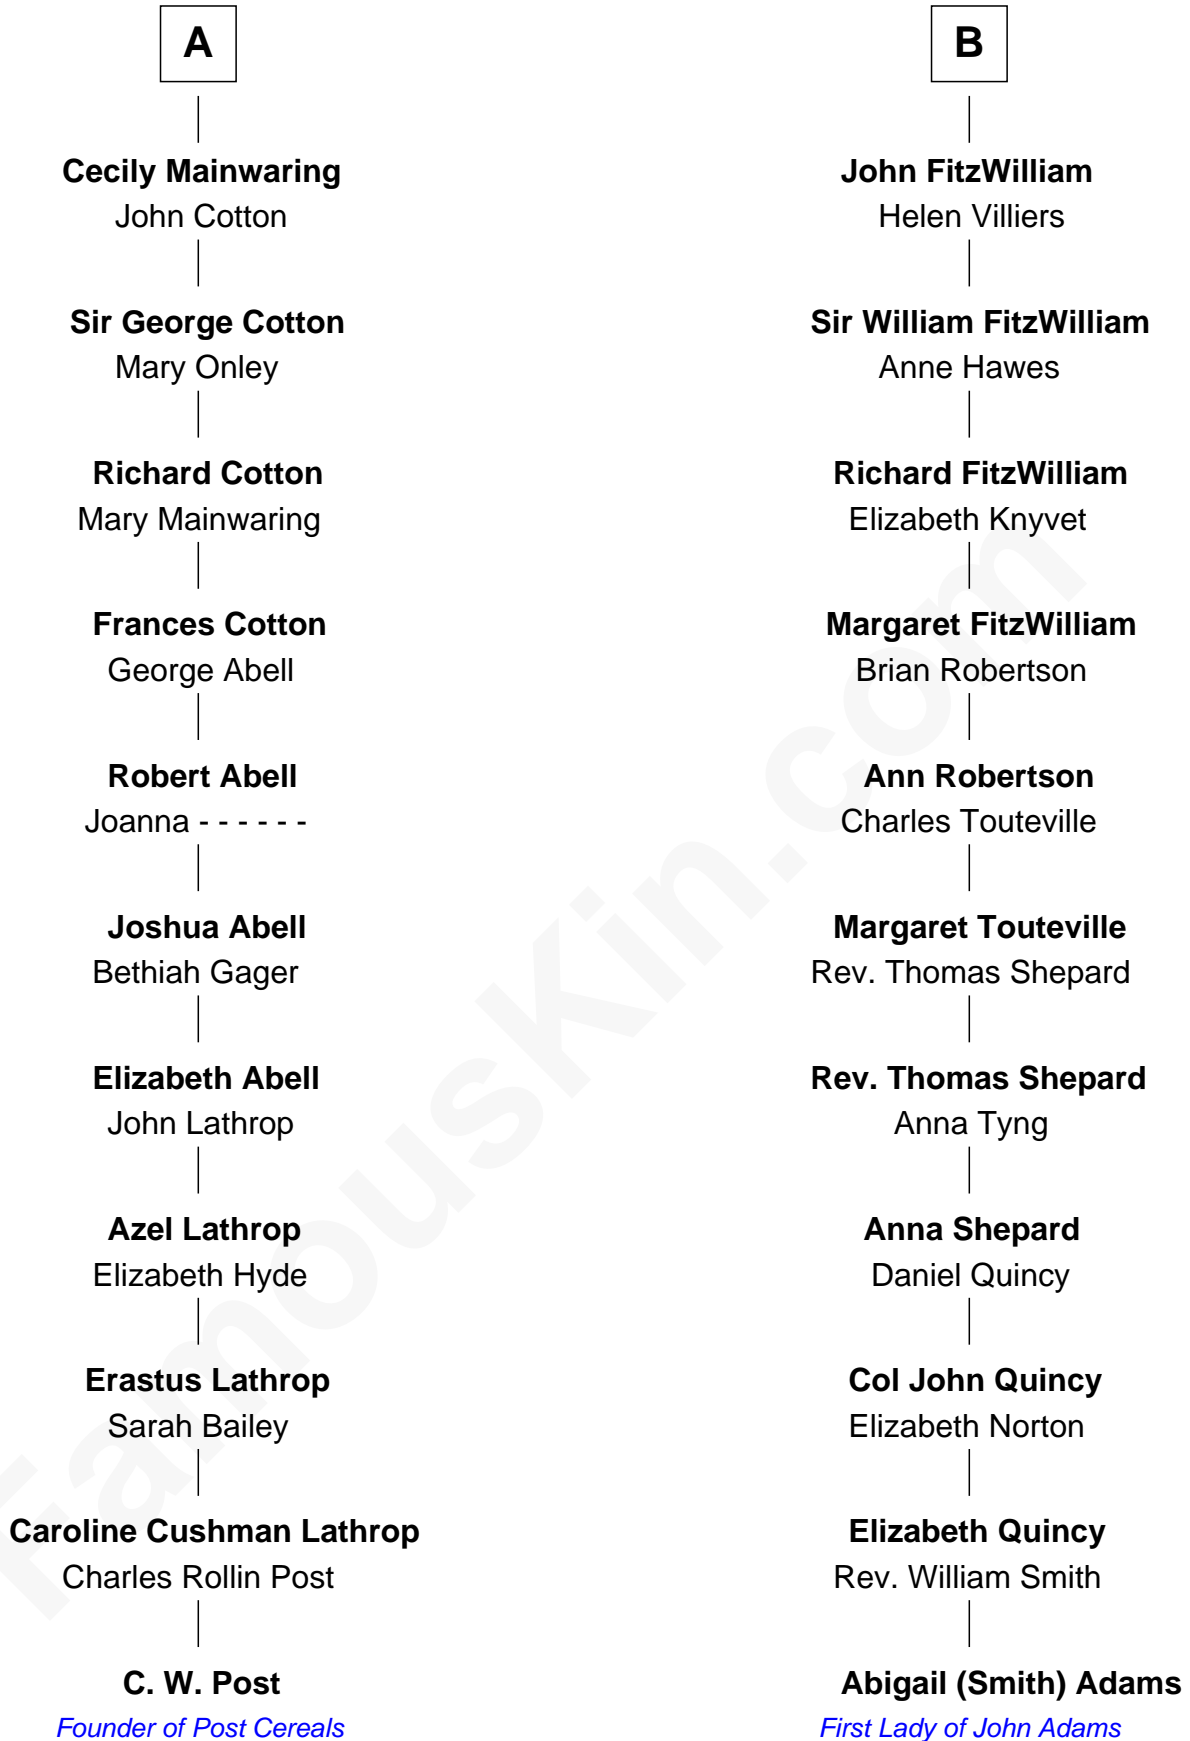 A
Cecily Mainwaring
John Cotton
Sir George Cotton
Mary Onley
Richard Cotton
Mary Mainwaring
Frances Cotton
George Abell
Robert Abell
Joanna - - - - - -
Joshua Abell
Bethiah Gager
Elizabeth Abell
John Lathrop
Azel Lathrop
Elizabeth Hyde
Erastus Lathrop
Sarah Bailey
Caroline Cushman Lathrop
Charles Rollin Post
C. W. Post
Founder of Post Cereals
B
John FitzWilliam
Helen Villiers
Sir William FitzWilliam
Anne Hawes
Richard FitzWilliam
Elizabeth Knyvet
Margaret FitzWilliam
Brian Robertson
Ann Robertson
Charles Touteville
Margaret Touteville
Rev. Thomas Shepard
Rev. Thomas Shepard
Anna Tyng
Anna Shepard
Daniel Quincy
Col John Quincy
Elizabeth Norton
Elizabeth Quincy
Rev. William Smith
Abigail (Smith) Adams
First Lady of John Adams
FamousKin.com